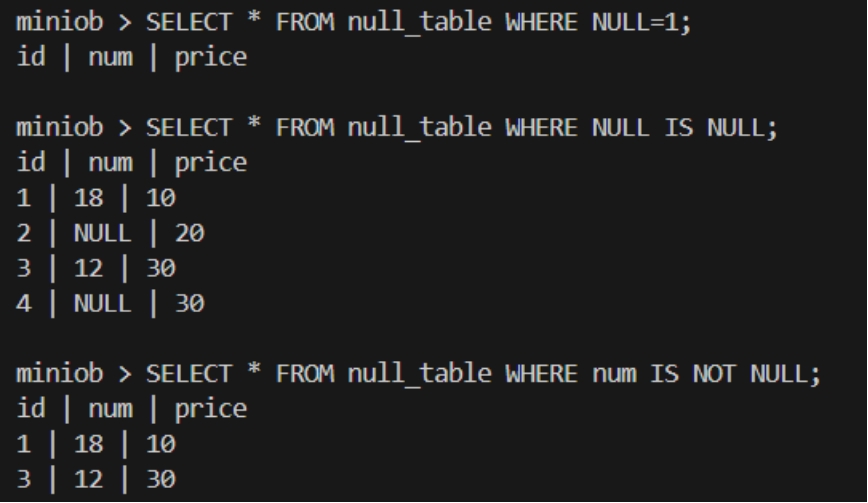 miniob > SELECT * FROM null_table WHERE NULL=1;
id | num | price
miniob > SELECT * FROM null_table WHERE NULL IS NULL;
id | num | price
1 | 18 | 10
2 | NULL | 20
3 | 12 | 30
4 | NULL | 30
miniob > SELECT * FROM null_table WHERE num IS NOT NULL;
id | num | price
1 | 18 | 10
3 | 12 | 30